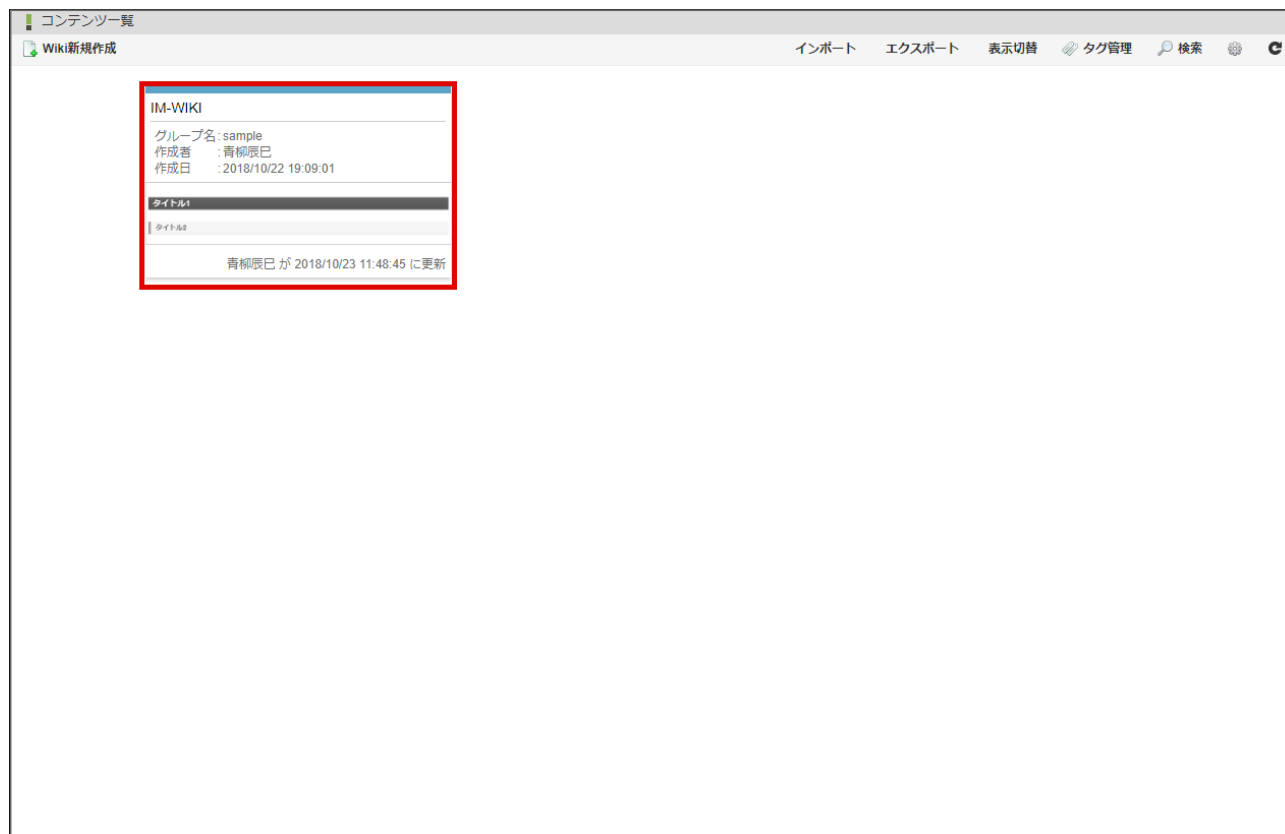 コンテンツ一覧
Wiki新規作成 インポート エクスポート 表示切替 タグ管理 検索
IM-WIKI
グループ名 : sample
作成者 : 青柳辰巳
作成日 : 2018/10/22 19:09:01
タイトル1
タイトル2
青柳辰巳 が 2018/10/23 11:48:45 に更新